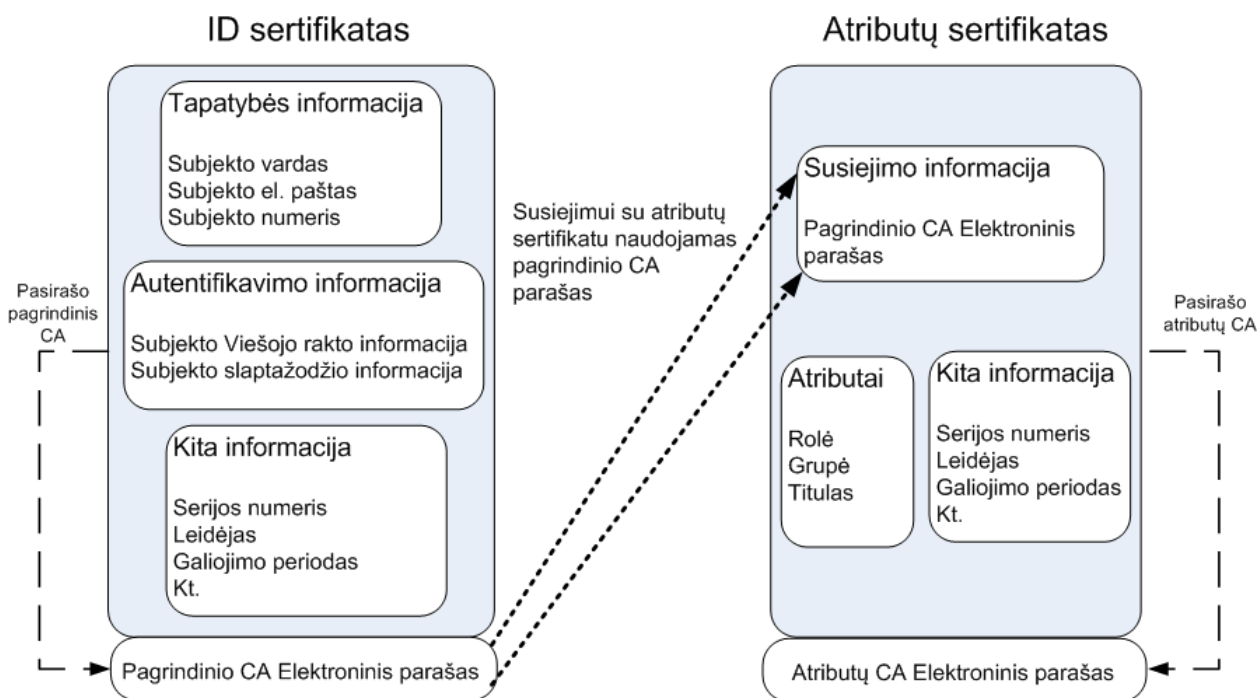 ID sertifikatas
Tapatybės informacija
Subjekto vardas
Subjekto el. paštas
Subjekto numeris
Autentifikavimo informacija
Subjekto Viešojo rakto informacija
Subjekto slaptažodžio informacija
Kita informacija
Serijos numeris
Leidėjas
Galiojimo periodas
Kt.
Pasirašo
pagrindinis
CA
Pagrindinio CA Elektroninis parašas
Susiejimui su atributų
sertifikatu naudojamas
pagrindinio CA
parašas
Atributų sertifikatas
Susiejimo informacija
Pagrindinio CA Elektroninis
parašas
Atributai
Rolė
Grupė
Titulas
Kita informacija
Serijos numeris
Leidėjas
Galiojimo periodas
Kt.
Pasirašo
atributų CA
Atributų CA Elektroninis parašas